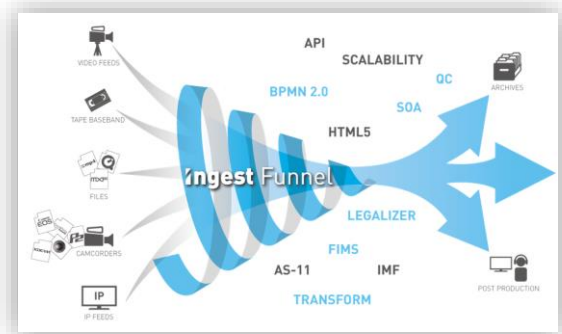 VIDEO FEEDS
TAPE BASEBAND
FILES
CAMCORDERS
IP
IP FEEDS
ingest Funnel
API
SCALABILITY
BPMN 2.0
QC
SOA
HTML5
LEGALIZER
FIMS
AS-11
IMF
TRANSFORM
ARCHIVES
POST PRODUCTION